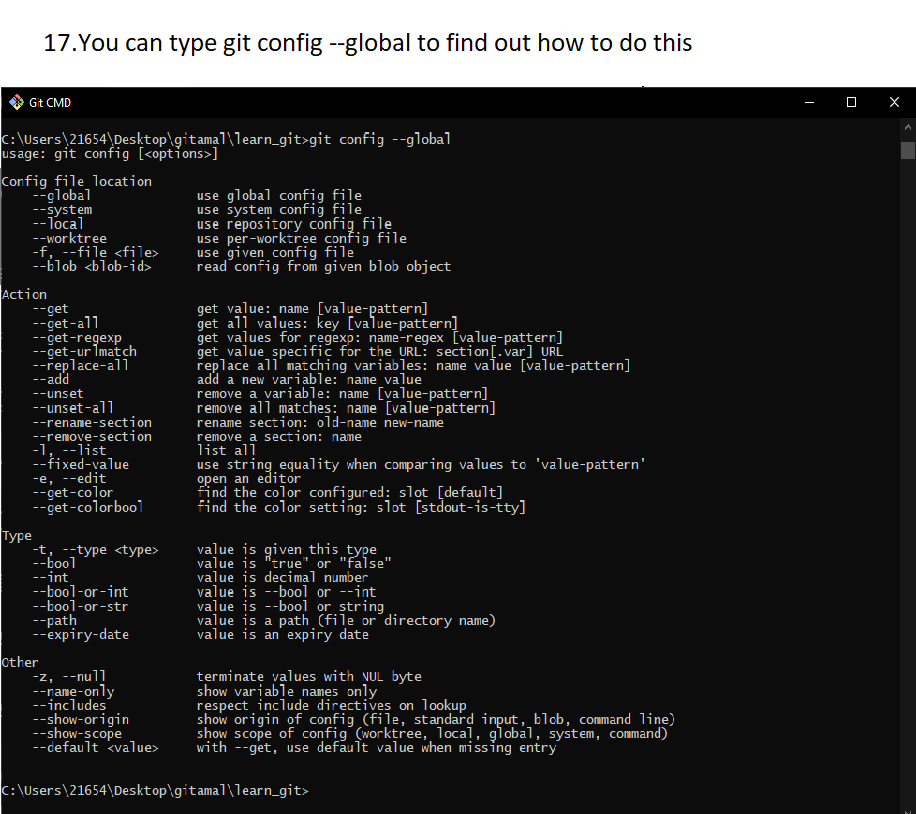 17.You can type git config --global to find out how to do this
Git CMD
C:\Users\21654\Desktop\gitamal\learn_git>git config --global
usage: git config [<options>]
Config file location
--global use global config file
--system use system config file
--local use repository config file
--worktree use per-worktree config file
-f, --file <file> use given config file
--blob <blob-id> read config from given blob object
Action
--get get value: name [value-pattern]
--get-all get all values: key [value-pattern]
--get-regexp get values for regexp: name-regex [value-pattern]
--get-urlmatch get value specific for the URL: section[.var] URL
--replace-all replace all matching variables: name value [value-pattern]
--add add a new variable: name value
--unset remove a variable: name [value-pattern]
--unset-all remove all matches: name [value-pattern]
--rename-section rename section: old-name new-name
--remove-section remove a section: name
-l, --list list all
--fixed-value use string equality when comparing values to 'value-pattern'
-e, --edit open an editor
--get-color find the color configured: slot [default]
--get-colorbool find the color setting: slot [stdout-is-tty]
Type
-t, --type <type> value is given this type
--bool value is "true" or "false"
--int value is decimal number
--bool-or-int value is --bool or --int
--bool-or-str value is --bool or string
--path value is a path (file or directory name)
--expiry-date value is an expiry date
Other
-z, --null terminate values with NUL byte
--name-only show variable names only
--includes respect include directives on lookup
--show-origin show origin of config (file, standard input, blob, command line)
--show-scope show scope of config (worktree, local, global, system, command)
--default <value> with --get, use default value when missing entry
C:\Users\21654\Desktop\gitamal\learn_git>